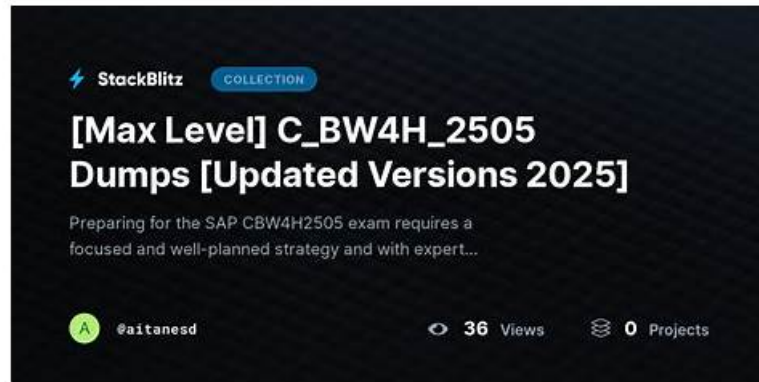 StackBlitz COLLECTION
[Max Level] C_BW4H_2505
Dumps [Updated Versions 2025]
Preparing for the SAP CBW4H2505 exam requires a
focused and well-planned strategy and with expert...
A @aitanesd 36 Views 0 Projects